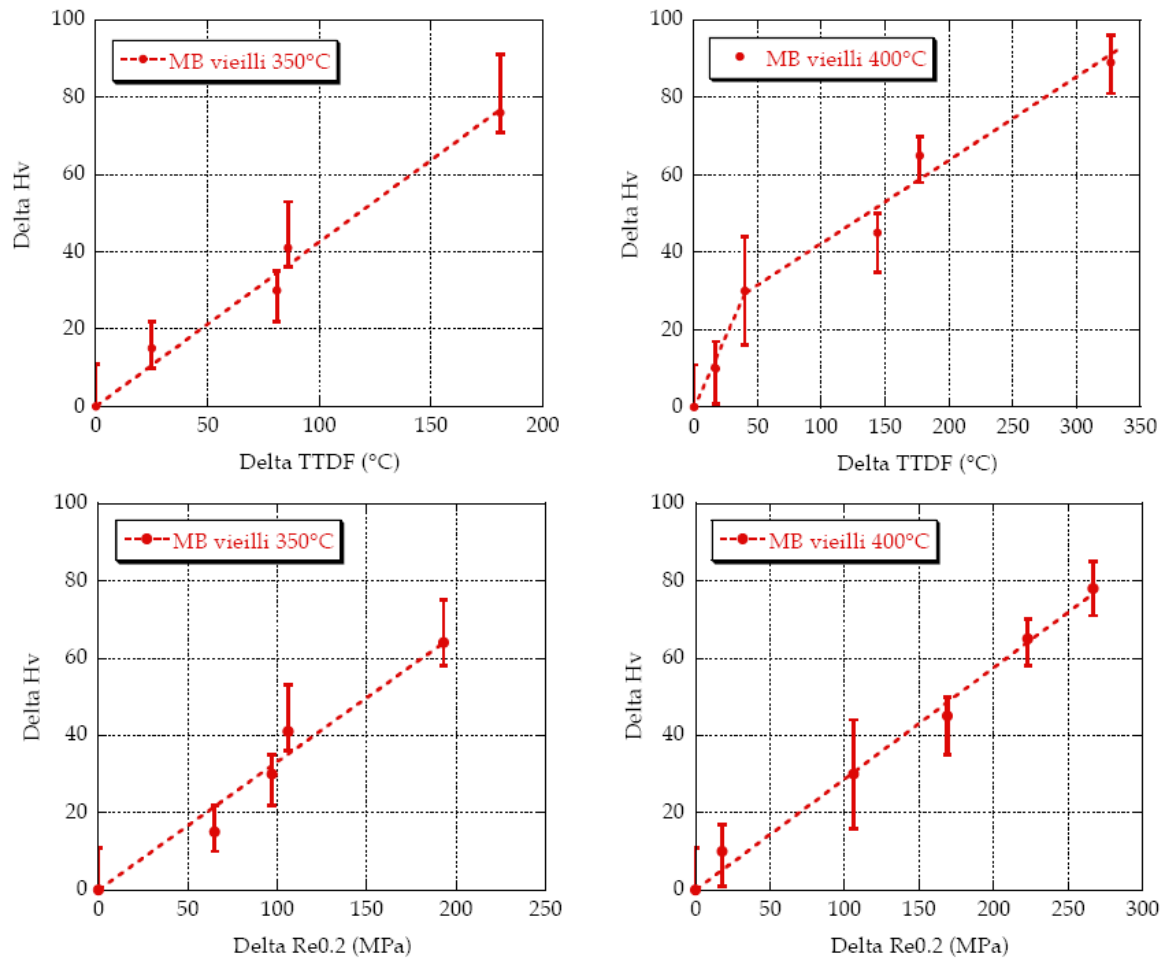 100
80
60
40
20
0
Delta Hv
MB vieilli 350°C
0 50 100 150 200
Delta TTDF (°C)
100
80
60
40
20
0
Delta Hv
MB vieilli 400°C
0 50 100 150 200 250 300 350
Delta TTDF (°C)
100
80
60
40
20
0
Delta Hv
MB vieilli 350°C
0 50 100 150 200 250
Delta Re0.2 (MPa)
100
80
60
40
20
0
Delta Hv
MB vieilli 400°C
0 50 100 150 200 250 300
Delta Re0.2 (MPa)